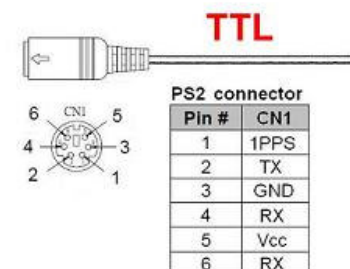 TTL
PS2 connector
6 CN1 5
4 3
2 1
Pin # CN1
1 1PPS
2 TX
3 GND
4 RX
5 Vcc
6 RX